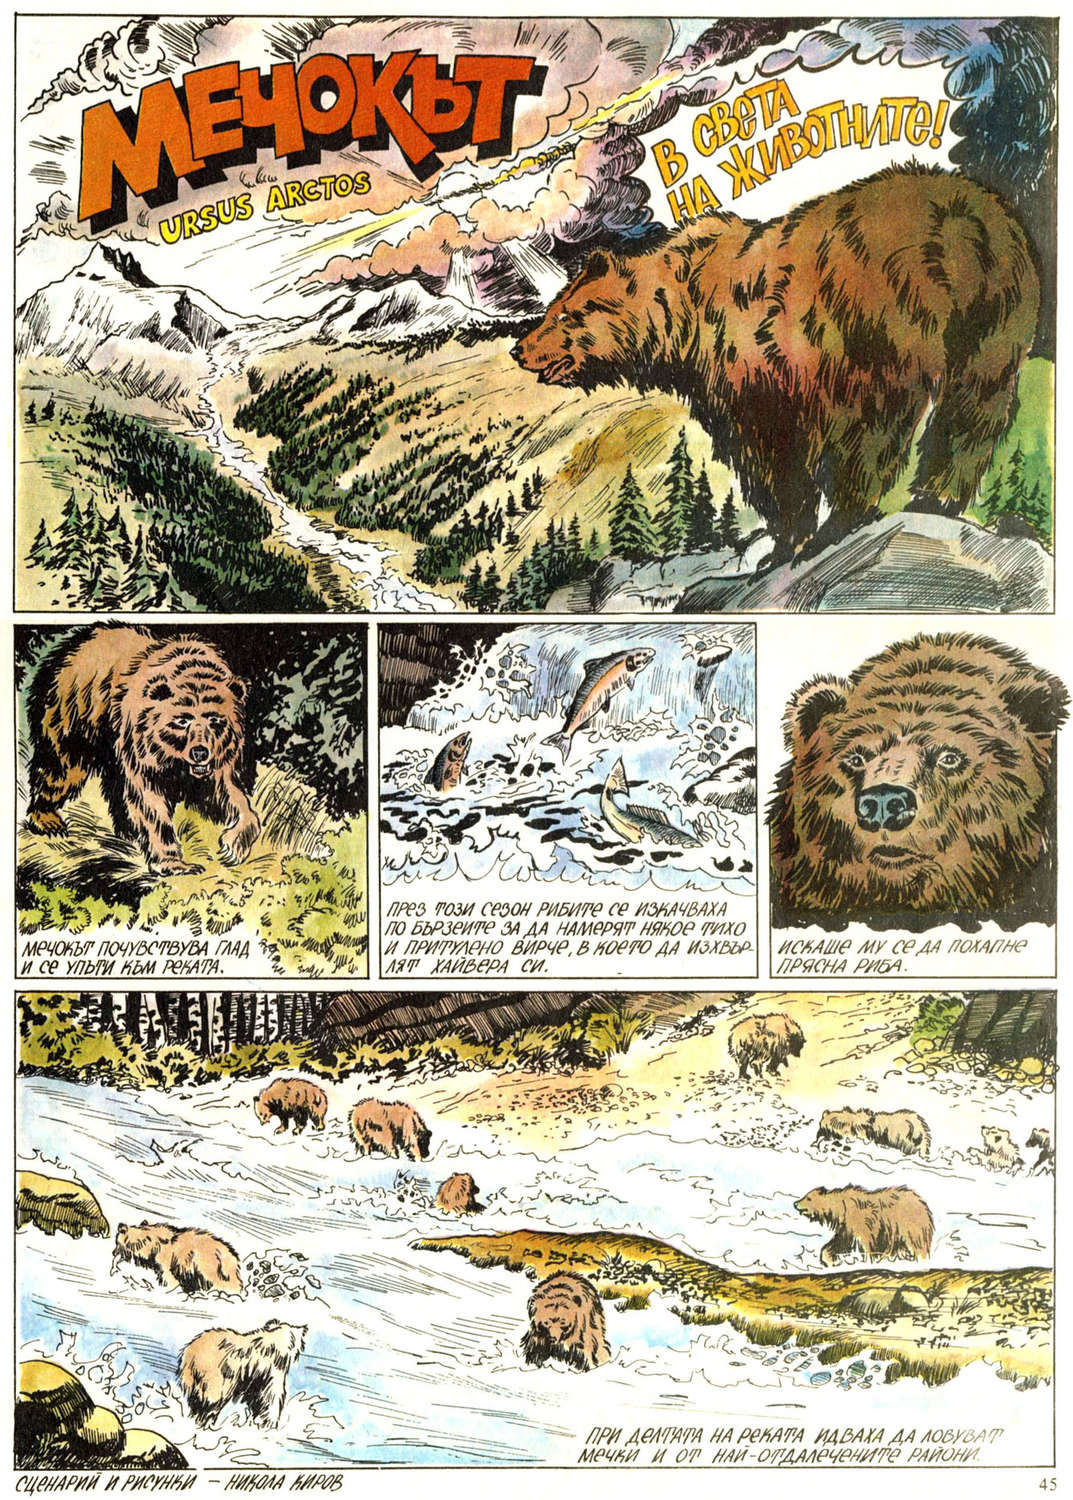 МЕЧОКЪТ
URSUS ARCTOS
В СВЕТА
НА ЖИВОТНИТЕ!
МЕЧОКЪТ ПОЧУВСТВУВА ГЛАД
И СЕ УПЪТИ КЪМ РЕКАТА.
ПРЕЗ ТОЗИ СЕЗОН РИБИТЕ СЕ ИЗКАЧВАХА
ПО БЪРЗЕИТЕ ЗА ДА НАМЕРЯТ НЯКОЕ ТИХО
И ПРИТУЛЕНО ВИРЧЕ, В КОЕТО ДА ИЗХВЪР-
ЛЯТ ХАЙВЕРА СИ.
ИСКАШЕ МУ СЕ ДА ПОХАПНЕ
ПРЯСНА РИБА.
ПРИ ДЕЛТАТА НА РЕКАТА ИДВАХА ДА ЛОВУВАТ
МЕЧКИ И ОТ НАЙ-ОТДАЛЕЧЕНИТЕ РАЙОНИ.
СЦЕНАРИЙ И РИСУНКИ – НИКОЛА КИРОВ
45